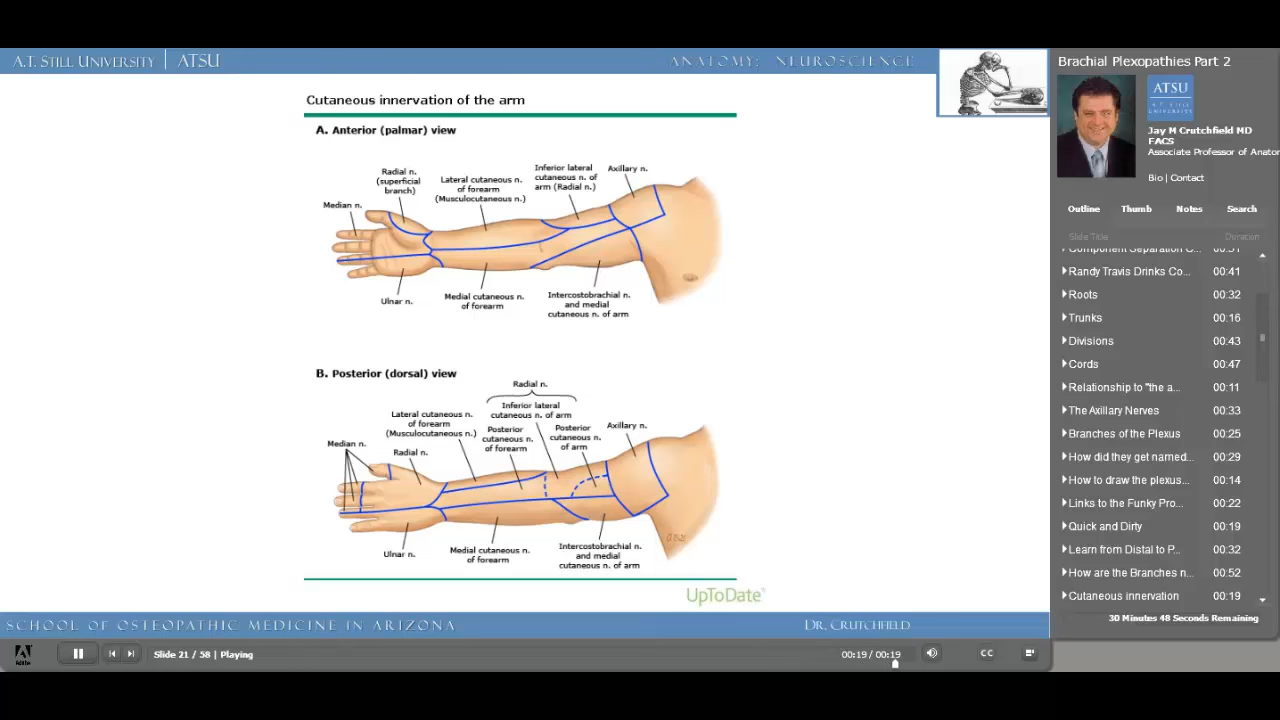 A.T. STILL UNIVERSITY | ATSU
ANATOMY: NEUROSCIENCE
Cutaneous innervation of the arm
A. Anterior (palmar) view
Median n.
Radial n.
(superficial
branch)
Lateral cutaneous n.
of forearm
(Musculocutaneous n.)
Inferior lateral
cutaneous n. of
arm (Radial n.)
Axillary n.
Ulnar n.
Medial cutaneous n.
of forearm
Intercostobrachial n.
and medial
cutaneous n. of arm
B. Posterior (dorsal) view
Radial n.
Inferior lateral
cutaneous n. of arm
Lateral cutaneous n.
of forearm
(Musculocutaneous n.)
Posterior
cutaneous n.
of forearm
Posterior
cutaneous n.
of arm
Axillary n.
Median n.
Radial n.
Ulnar n.
Medial cutaneous n.
of forearm
Intercostobrachial n.
and medial
cutaneous n. of arm
UpToDate®
SCHOOL OF OSTEOPATHIC MEDICINE IN ARIZONA
DR. CRUTCHFIELD
Adobe
Slide 21 / 58 | Playing
00:19 / 00:19
CC
Brachial Plexopathies Part 2
ATSU
A.T. STILL
UNIVERSITY
Jay M Crutchfield MD
FACS
Associate Professor of Anator
Bio | Contact
Outline Thumb Notes Search
Slide Title Duration
Component Separation C... 00:31
Randy Travis Drinks Co... 00:41
Roots 00:32
Trunks 00:16
Divisions 00:43
Cords 00:47
Relationship to "the a... 00:11
The Axillary Nerves 00:33
Branches of the Plexus 00:25
How did they get named... 00:29
How to draw the plexus... 00:14
Links to the Funky Pro... 00:22
Quick and Dirty 00:19
Learn from Distal to P... 00:32
How are the Branches n... 00:52
Cutaneous innervation 00:19
30 Minutes 48 Seconds Remaining